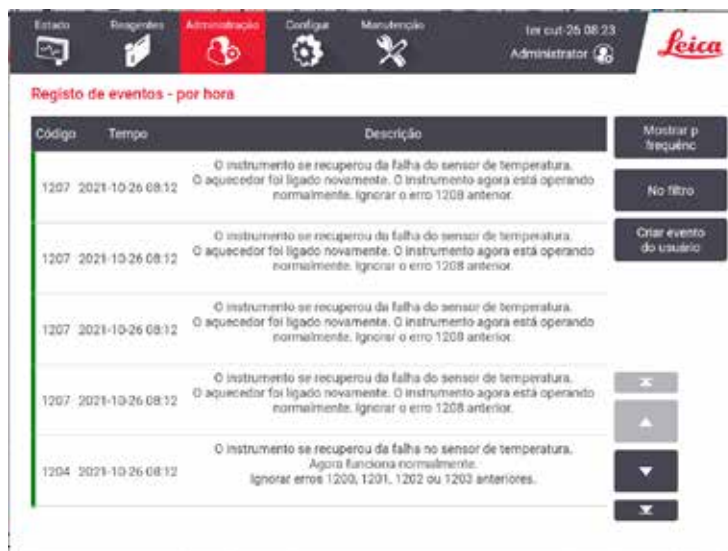 Estado Reagentes Administração Configur Manutenção ter out-26 08:23
Administrator
Leica
Registo de eventos - por hora
Código Tempo Descrição
Mostrar p
frequênc
No filtro
Criar evento
do usuário
O instrumento se recuperou da falha do sensor de temperatura.
1207 2021-10-26 08:12 O aquecedor foi ligado novamente. O instrumento agora está operando
normalmente. Ignorar o erro 1208 anterior.
O instrumento se recuperou da falha do sensor de temperatura.
1207 2021-10-26 08:12 O aquecedor foi ligado novamente. O instrumento agora está operando
normalmente. Ignorar o erro 1208 anterior.
O instrumento se recuperou da falha do sensor de temperatura.
1207 2021-10-26 08:12 O aquecedor foi ligado novamente. O instrumento agora está operando
normalmente. Ignorar o erro 1208 anterior.
O instrumento se recuperou da falha do sensor de temperatura.
1207 2021-10-26 08:12 O aquecedor foi ligado novamente. O instrumento agora está operando
normalmente. Ignorar o erro 1208 anterior.
O instrumento se recuperou da falha no sensor de temperatura.
1204 2021-10-26 08:12 Agora funciona normalmente.
Ignorar erros 1200, 1201, 1202 ou 1203 anteriores.